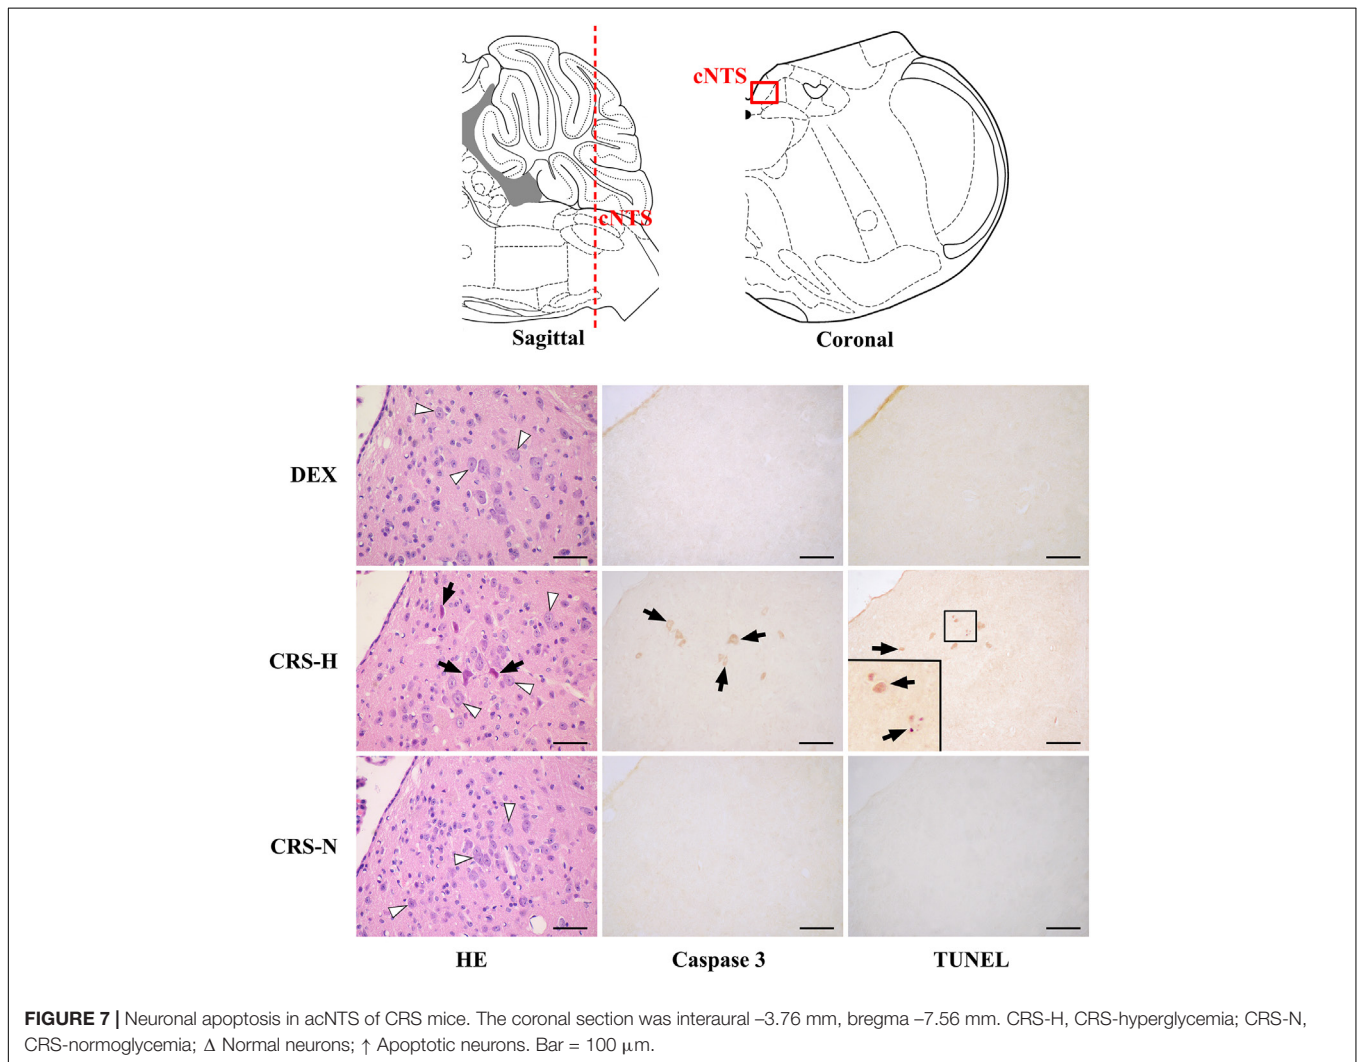 cNTS
cNTS
Sagittal
Coronal
DEX
CRS-H
CRS-N
HE
Caspase 3
TUNEL
FIGURE 7 | Neuronal apoptosis in acNTS of CRS mice. The coronal section was interaural –3.76 mm, bregma –7.56 mm. CRS-H, CRS-hyperglycemia; CRS-N,
CRS-normoglycemia; Δ Normal neurons; ↑ Apoptotic neurons. Bar = 100 μm.